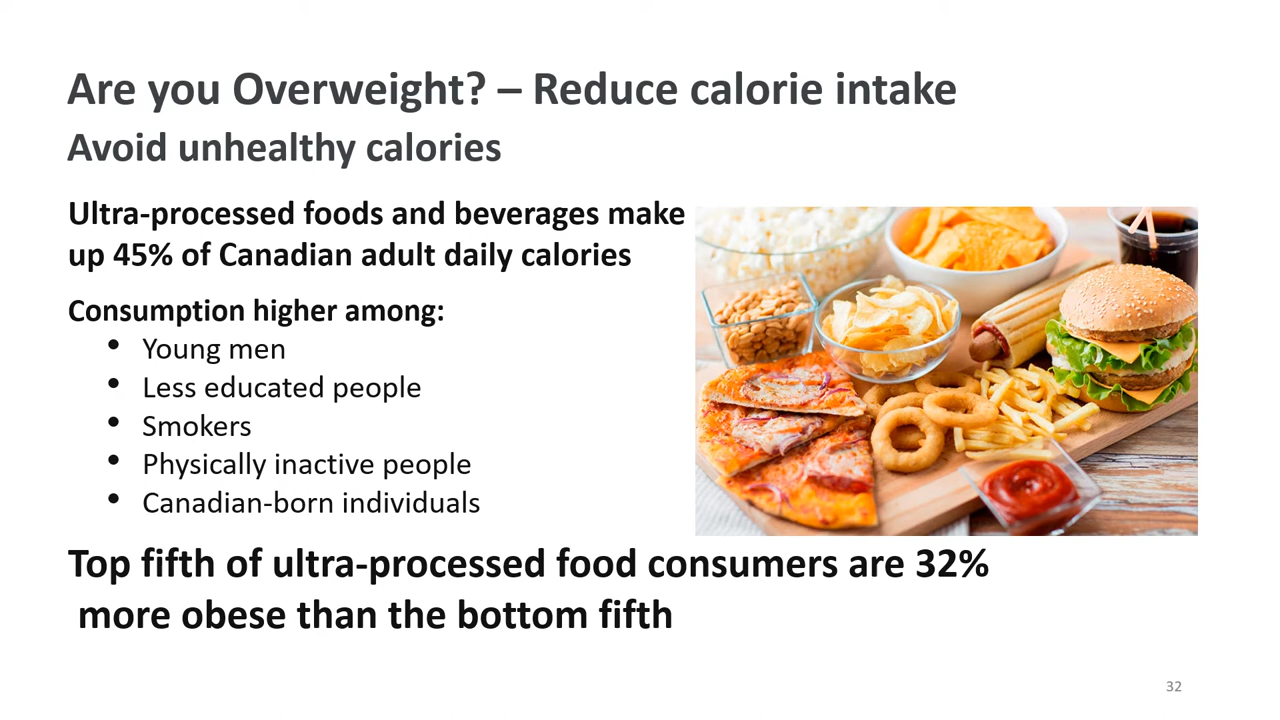 Are you Overweight? – Reduce calorie intake
Avoid unhealthy calories
Ultra-processed foods and beverages make
up 45% of Canadian adult daily calories
Consumption higher among:
• Young men
• Less educated people
• Smokers
• Physically inactive people
• Canadian-born individuals
Top fifth of ultra-processed food consumers are 32%
more obese than the bottom fifth
32